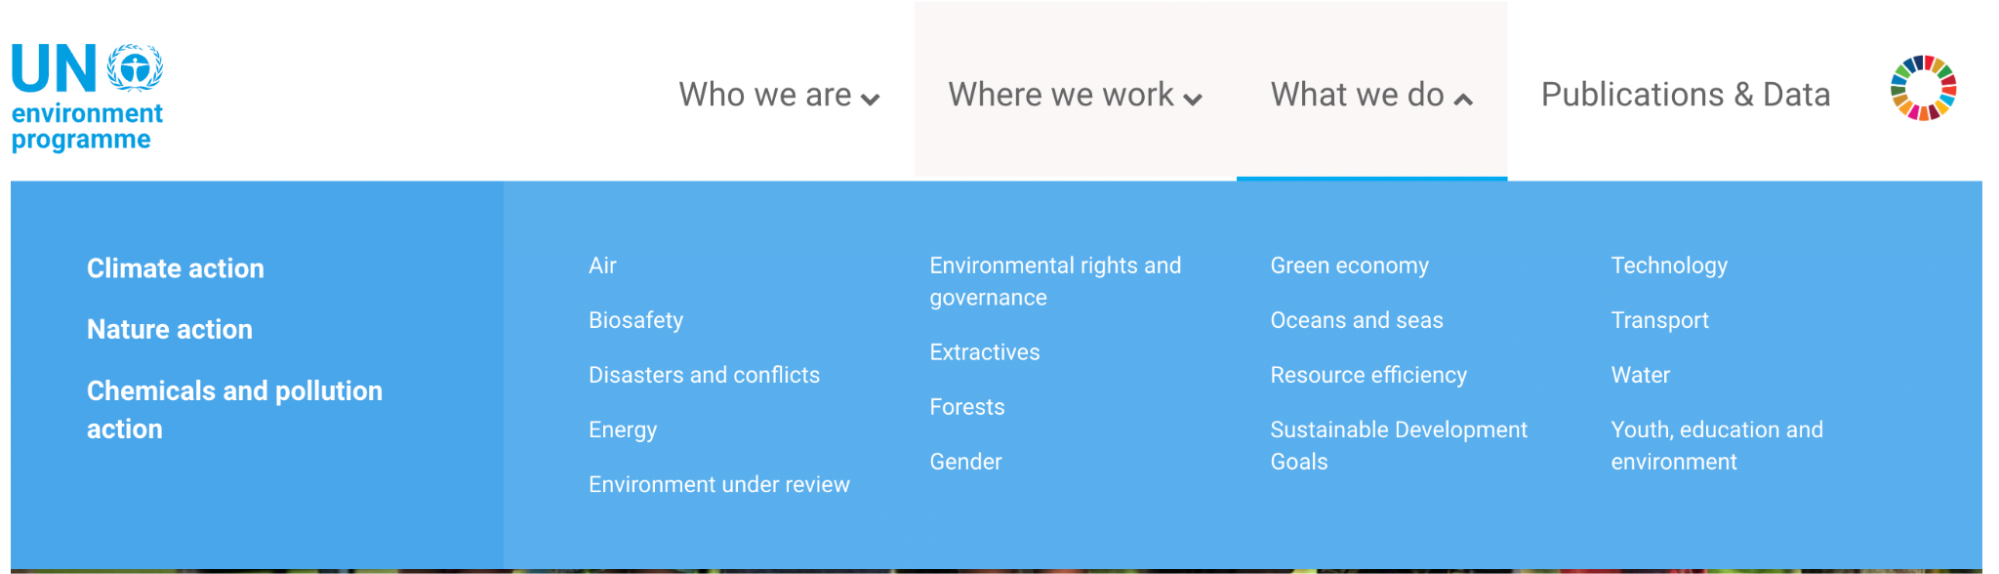 UN
environment
programme
Who we are
Where we work
What we do
Publications & Data
Climate action
Nature action
Chemicals and pollution
action
Air
Biosafety
Disasters and conflicts
Energy
Environment under review
Environmental rights and
governance
Extractives
Forests
Gender
Green economy
Oceans and seas
Resource efficiency
Sustainable Development
Goals
Technology
Transport
Water
Youth, education and
environment